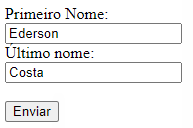 Primeiro Nome:
Ederson
Último nome:
Costa
Enviar